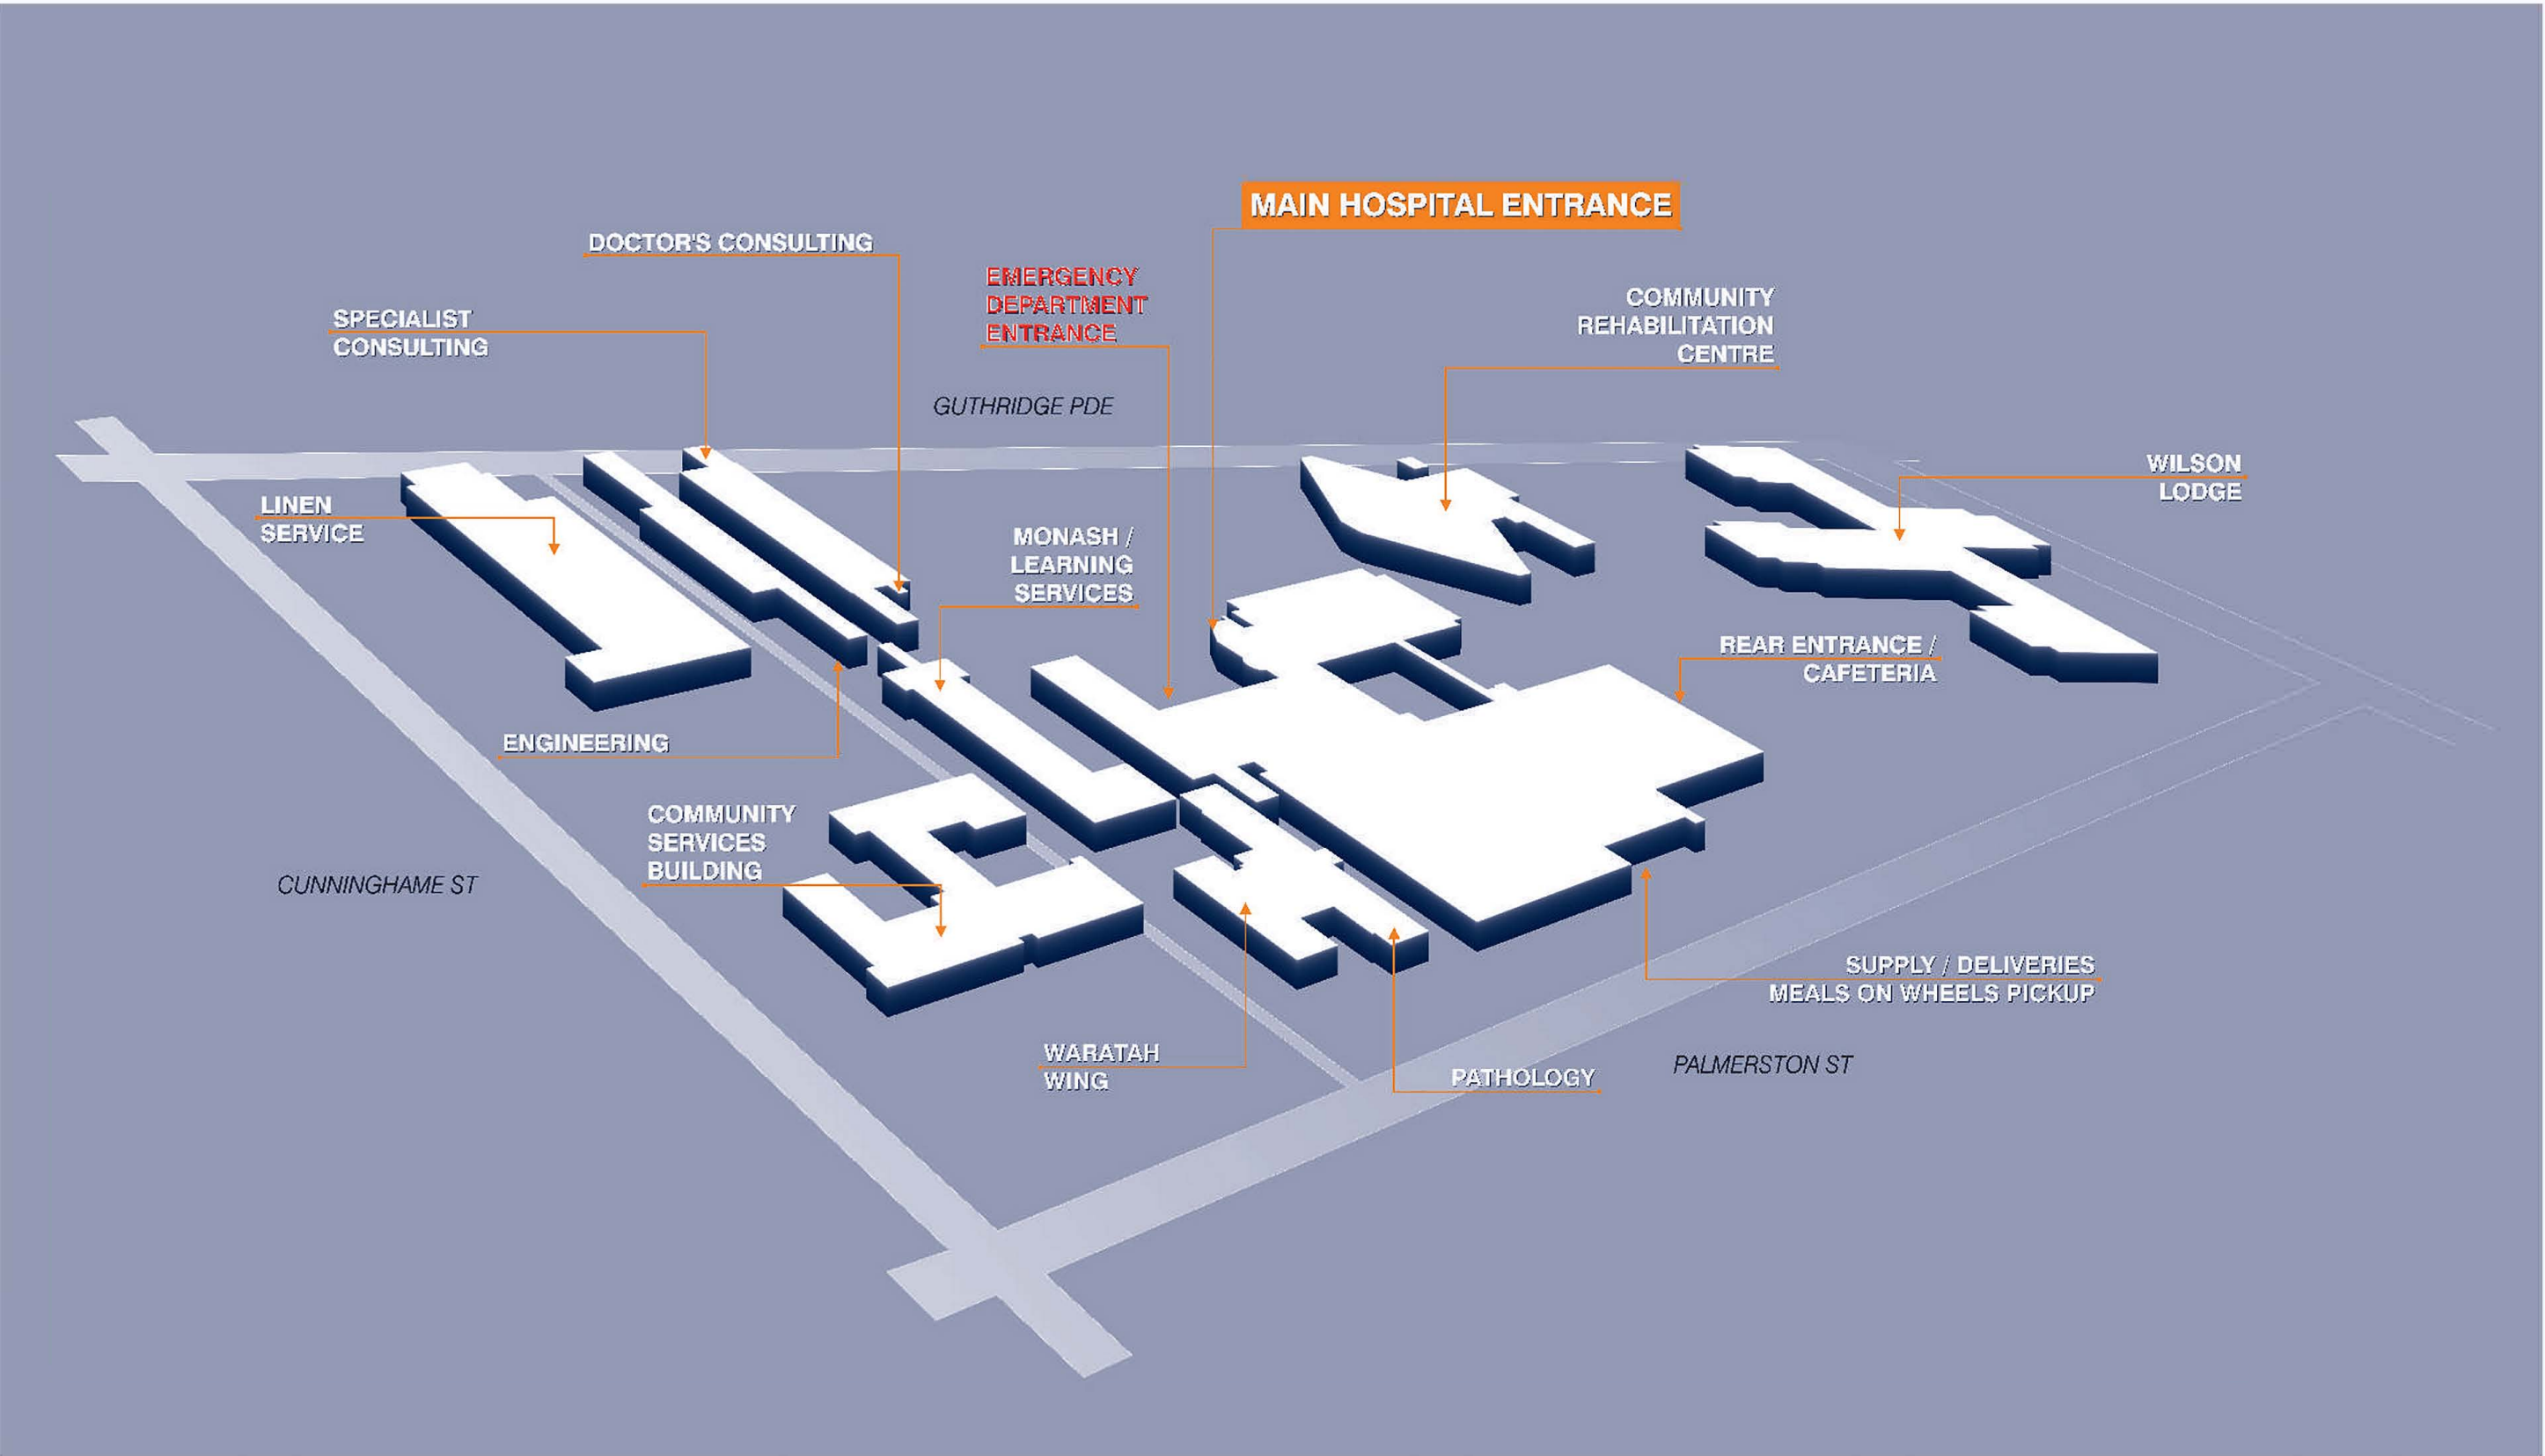 MAIN HOSPITAL ENTRANCE
DOCTOR'S CONSULTING
EMERGENCY
DEPARTMENT
ENTRANCE
COMMUNITY
REHABILITATION
CENTRE
SPECIALIST
CONSULTING
GUTHRIDGE PDE
WILSON
LODGE
LINEN
SERVICE
MONASH /
LEARNING
SERVICES
REAR ENTRANCE /
CAFETERIA
ENGINEERING
COMMUNITY
SERVICES
BUILDING
CUNNINGHAME ST
SUPPLY / DELIVERIES
MEALS ON WHEELS PICKUP
WARATAH
WING
PATHOLOGY
PALMERSTON ST